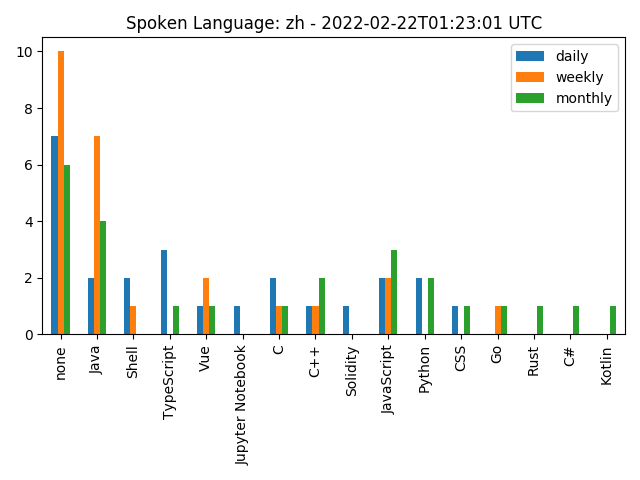 Spoken Language: zh - 2022-02-22T01:23:01 UTC
daily
weekly
monthly
10
8
6
4
2
0
none
Java
Shell
TypeScript
Vue
Jupyter Notebook
C
C++
Solidity
JavaScript
Python
CSS
Go
Rust
C#
Kotlin